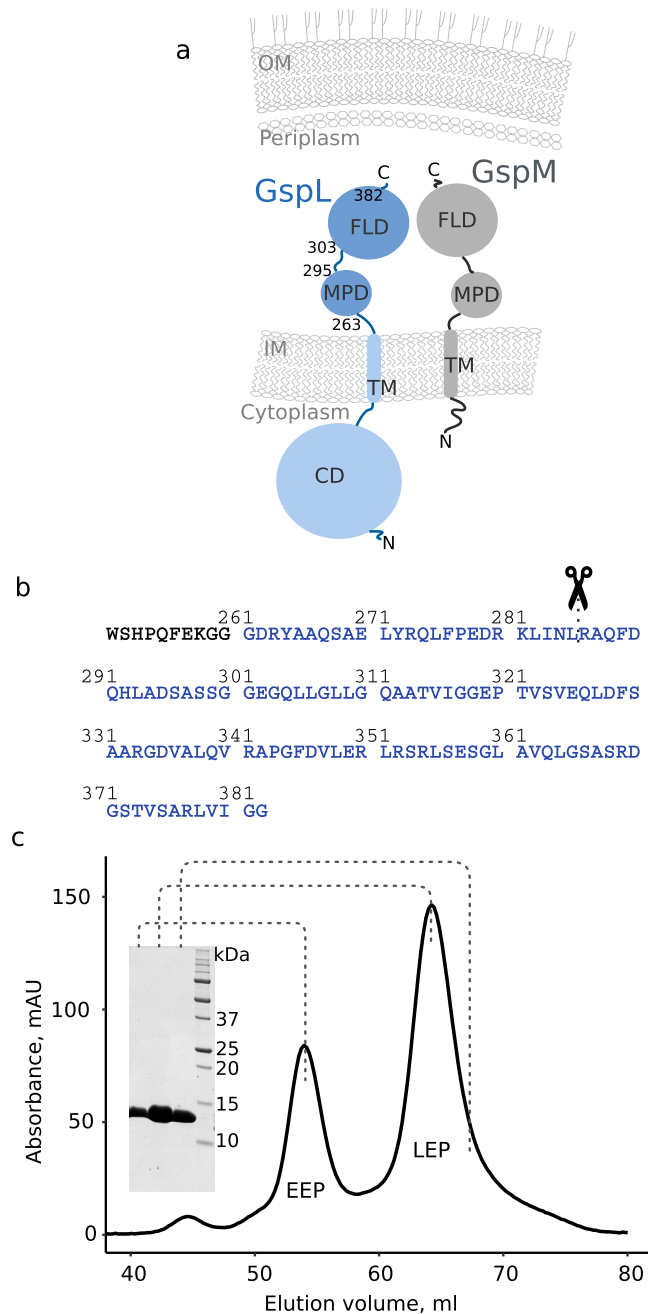 a
OM
Periplasm
GspL
GspM
C
C
382
FLD
FLD
303
295
MPD
MPD
263
IM
TM
TM
Cytoplasm
N
CD
N
b
261 271 281
WSHPQFEKGG GDRYAAQSAE LYRQLFPEDR KLINLRAQFD
291 301 311 321
QHLADSASSG GEGQLLGLLG QAATVIGGEP TVSVEQLDFS
331 341 351 361
AARGDVALQV RAPGFDVLER LRSRLSESGL AVQLGSASRD
371 381
GSTVSARLVI GG
c
150
100
50
0
Absorbance, mAU
kDa
37
25
20
15
10
EEP
LEP
40 50 60 70 80
Elution volume, ml